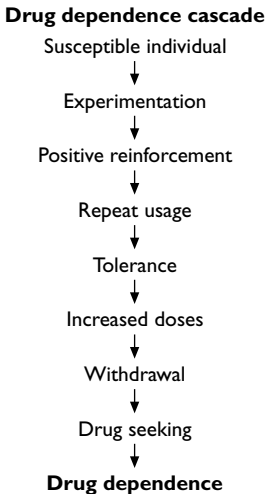 Drug dependence cascade
Susceptible individual
Experimentation
Positive reinforcement
Repeat usage
Tolerance
Increased doses
Withdrawal
Drug seeking
Drug dependence